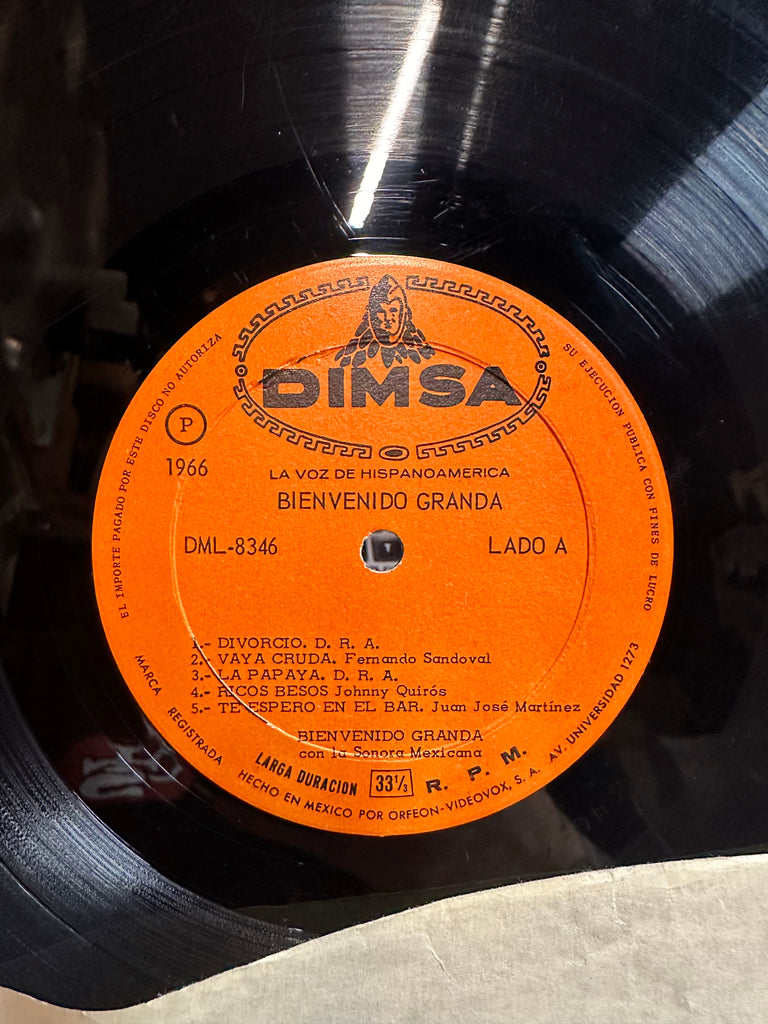 DIMSA
EL IMPORTE PAGADO POR ESTE DISCO NO AUTORIZA
SU EJECUCION PUBLICA CON FINES DE LUCRO
P
1966
LA VOZ DE HISPANOAMERICA
BIENVENIDO GRANDA
DML-8346
LADO A
1.- DIVORCIO. D. R. A.
2.- VAYA CRUDA. Fernando Sandoval
3.- LA PAPAYA. D. R. A.
4.- RICOS BESOS Johnny Quirós
5.- TE ESPERO EN EL BAR. Juan José Martínez
BIENVENIDO GRANDA
con la Sonora Mexicana
LARGA DURACION 33 1/3 R. P. M.
MARCA REGISTRADA HECHO EN MEXICO POR ORFEON-VIDEOVOX, S. A. AV. UNIVERSIDAD 1273